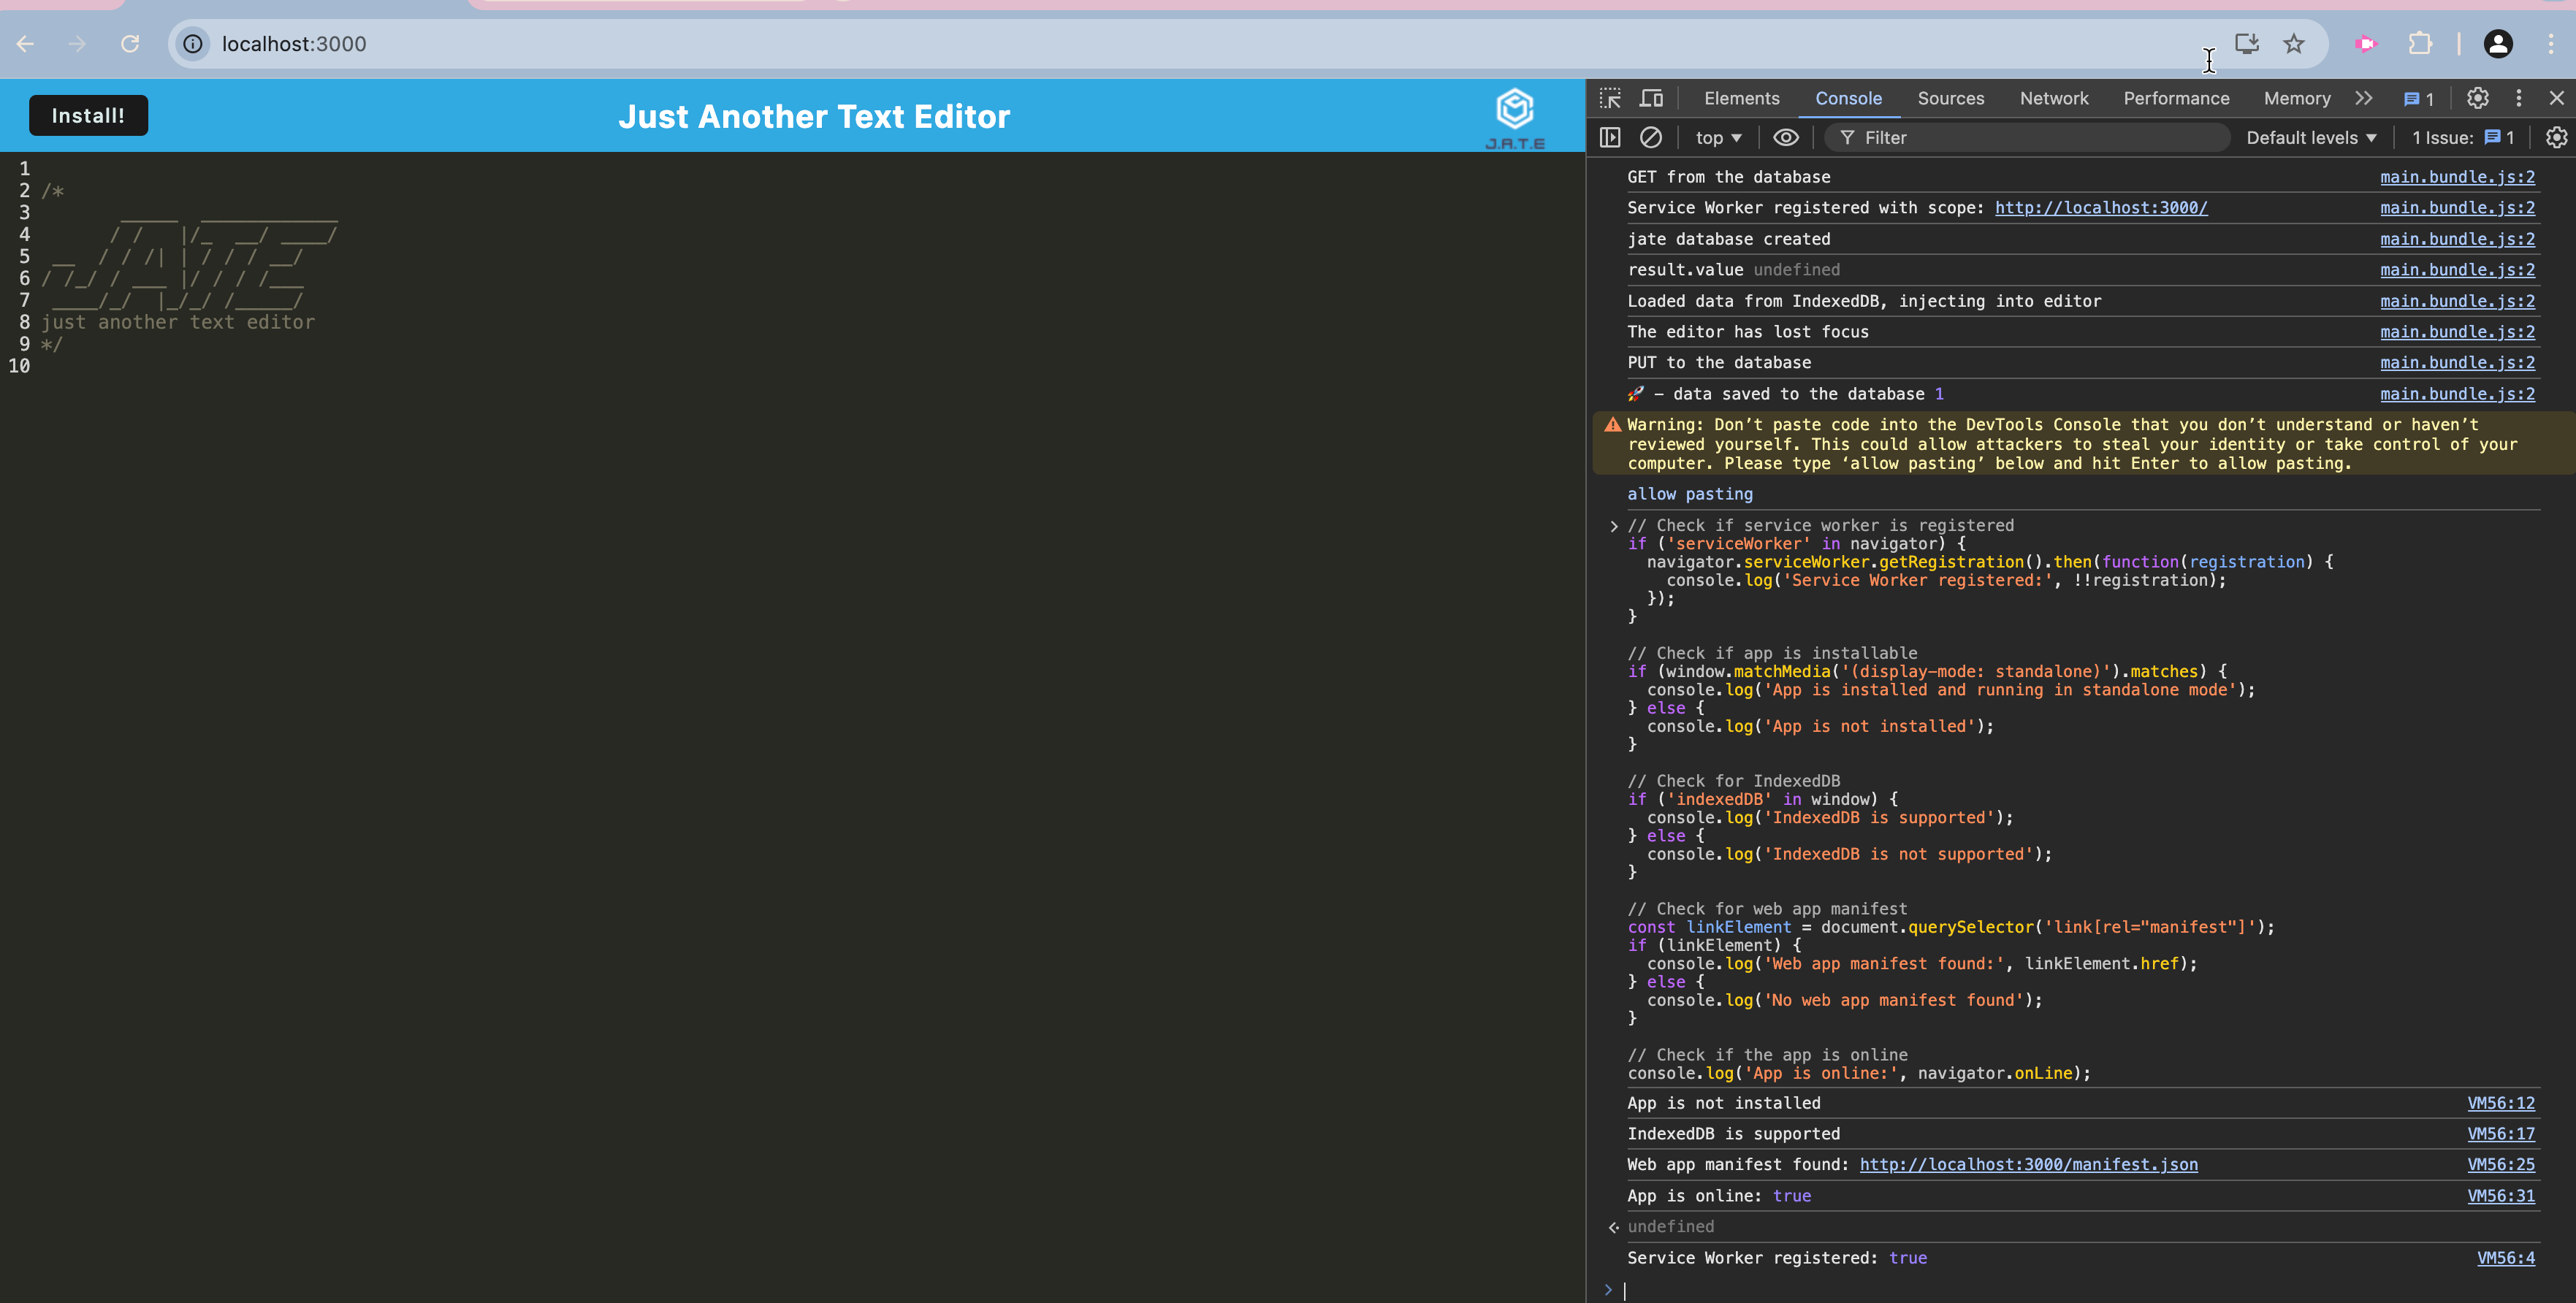 localhost:3000
Install!
Just Another Text Editor
J.A.T.E
1
2 /*
3
4
5
6
7
8 just another text editor
9 */
10
Elements Console Sources Network Performance Memory 1
top Filter Default levels 1 Issue: 1
GET from the database main.bundle.js:2
Service Worker registered with scope: http://localhost:3000/ main.bundle.js:2
jate database created main.bundle.js:2
result.value undefined main.bundle.js:2
Loaded data from IndexedDB, injecting into editor main.bundle.js:2
The editor has lost focus main.bundle.js:2
PUT to the database main.bundle.js:2
🚀 – data saved to the database 1 main.bundle.js:2
Warning: Don’t paste code into the DevTools Console that you don’t understand or haven’t
reviewed yourself. This could allow attackers to steal your identity or take control of your
computer. Please type ‘allow pasting’ below and hit Enter to allow pasting.
allow pasting
// Check if service worker is registered
if ('serviceWorker' in navigator) {
navigator.serviceWorker.getRegistration().then(function(registration) {
console.log('Service Worker registered:', !!registration);
});
}
// Check if app is installable
if (window.matchMedia('(display-mode: standalone)').matches) {
console.log('App is installed and running in standalone mode');
} else {
console.log('App is not installed');
}
// Check for IndexedDB
if ('indexedDB' in window) {
console.log('IndexedDB is supported');
} else {
console.log('IndexedDB is not supported');
}
// Check for web app manifest
const linkElement = document.querySelector('link[rel="manifest"]');
if (linkElement) {
console.log('Web app manifest found:', linkElement.href);
} else {
console.log('No web app manifest found');
}
// Check if the app is online
console.log('App is online:', navigator.onLine);
App is not installed VM56:12
IndexedDB is supported VM56:17
Web app manifest found: http://localhost:3000/manifest.json VM56:25
App is online: true VM56:31
undefined
Service Worker registered: true VM56:4